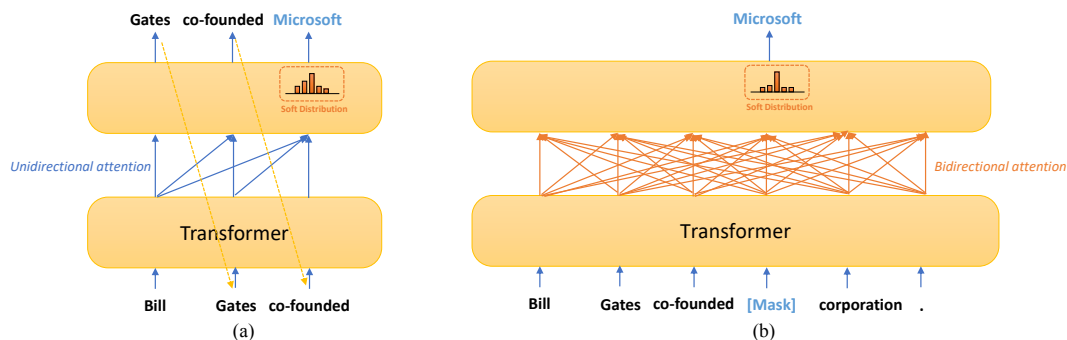 Gates co-founded Microsoft
Soft Distribution
Unidirectional attention
Transformer
Bill Gates co-founded
(a)
Microsoft
Soft Distribution
Bidirectional attention
Transformer
Bill Gates co-founded [Mask] corporation .
(b)